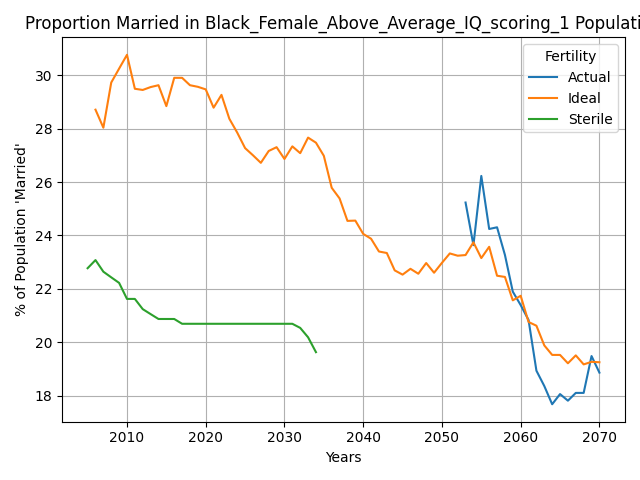 Proportion Married in Black_Female_Above_Average_IQ_scoring_1 Populati
Fertility
Actual
Ideal
Sterile
% of Population 'Married'
30
28
26
24
22
20
18
2010 2020 2030 2040 2050 2060 2070
Years